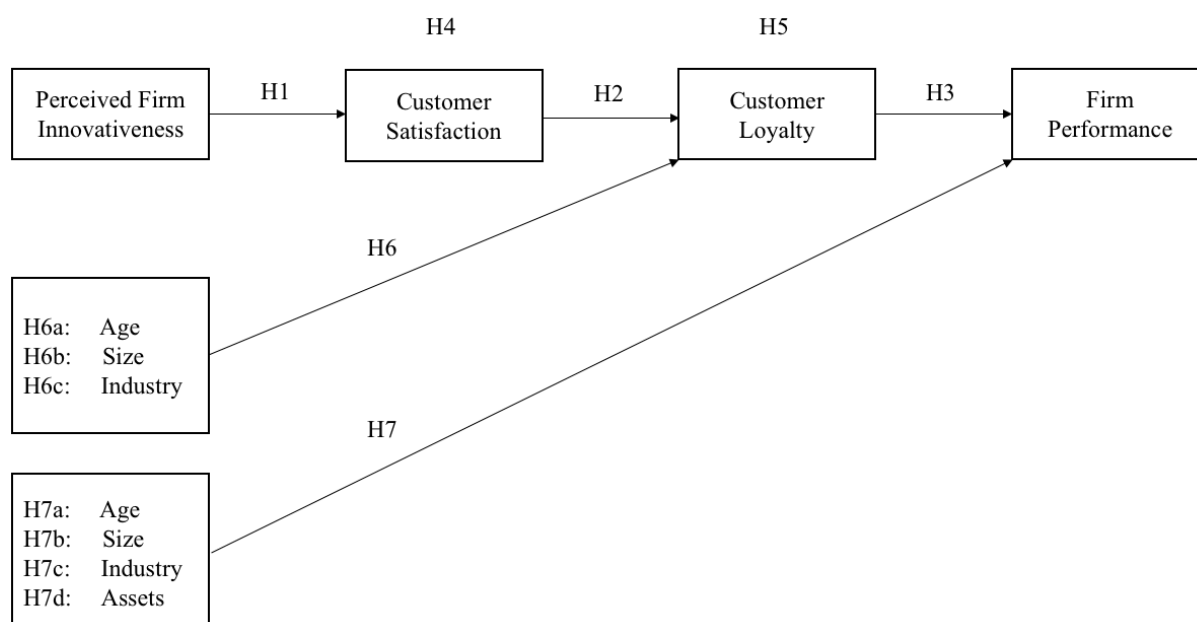 H4
H5
Perceived Firm
Innovativeness
H1
Customer
Satisfaction
H2
Customer
Loyalty
H3
Firm
Performance
H6
H6a: Age
H6b: Size
H6c: Industry
H7
H7a: Age
H7b: Size
H7c: Industry
H7d: Assets